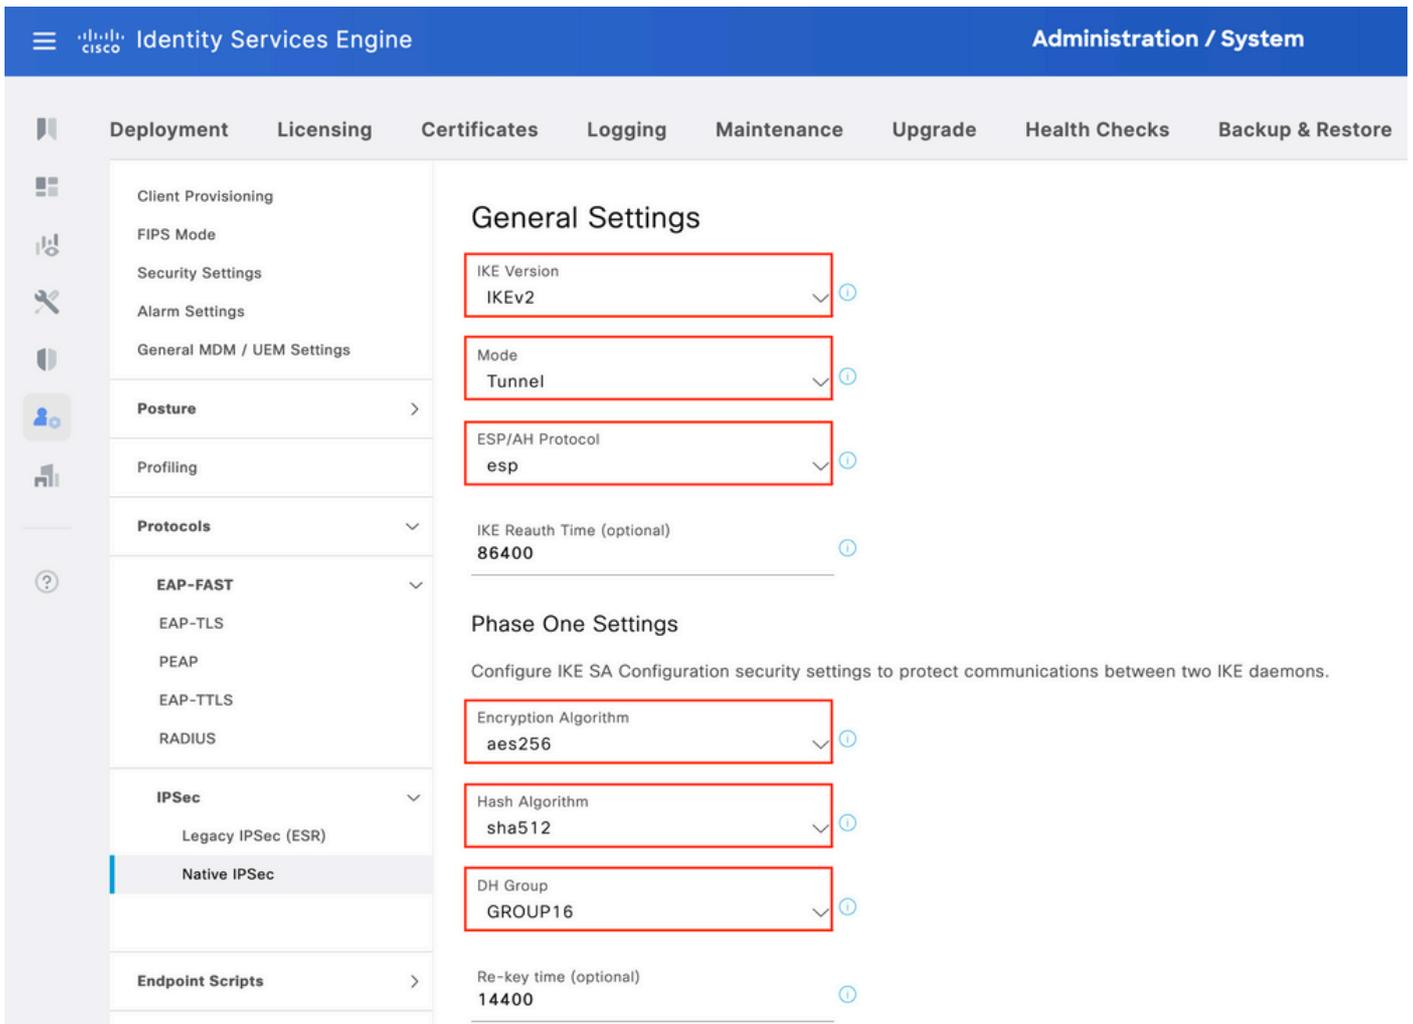 cisco Identity Services Engine
Administration / System
Deployment Licensing Certificates Logging Maintenance Upgrade Health Checks Backup & Restore
Client Provisioning
FIPS Mode
Security Settings
Alarm Settings
General MDM / UEM Settings
Posture
Profiling
Protocols
EAP-FAST
EAP-TLS
PEAP
EAP-TTLS
RADIUS
IPSec
Legacy IPSec (ESR)
Native IPSec
Endpoint Scripts
General Settings
IKE Version
IKEv2
Mode
Tunnel
ESP/AH Protocol
esp
IKE Reauth Time (optional)
86400
Phase One Settings
Configure IKE SA Configuration security settings to protect communications between two IKE daemons.
Encryption Algorithm
aes256
Hash Algorithm
sha512
DH Group
GROUP16
Re-key time (optional)
14400